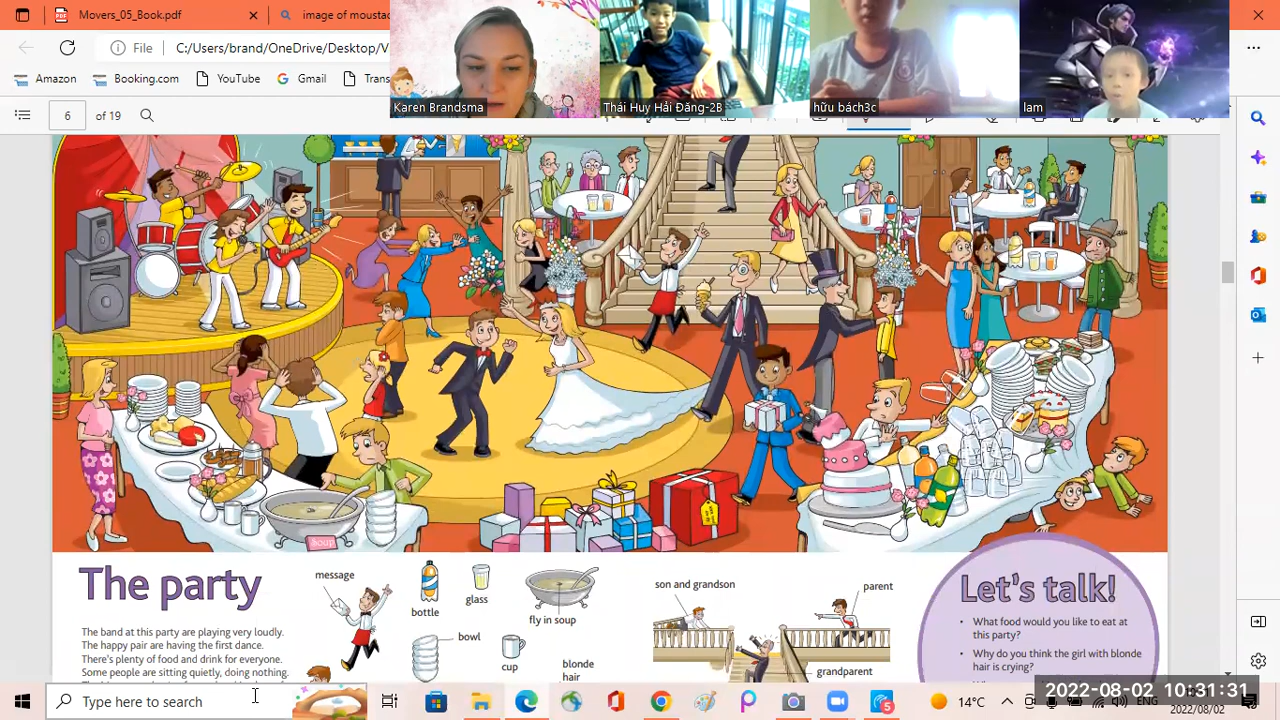 Movers_05_Book.pdf
image of moustac
File
C:/Users/brand/OneDrive/Desktop/V
Amazon
Booking.com
YouTube
Gmail
Trans
Karen Brandsma
Thái Huy Hải Đăng-2B
hữu bách3c
lam
6
of 19
Soup
The party
The band at this party are playing very loudly.
The happy pair are having the first dance.
There's plenty of food and drink for everyone.
Some people are sitting quietly, doing nothing.
message
bottle
glass
fly in soup
bowl
cup
blonde
hair
son and grandson
parent
grandparent
Let's talk!
What food would you like to eat at
this party?
Why do you think the girl with blonde
hair is crying?
Type here to search
5
14°C
ENG
2022-08-02 10:31:31
2022/08/02